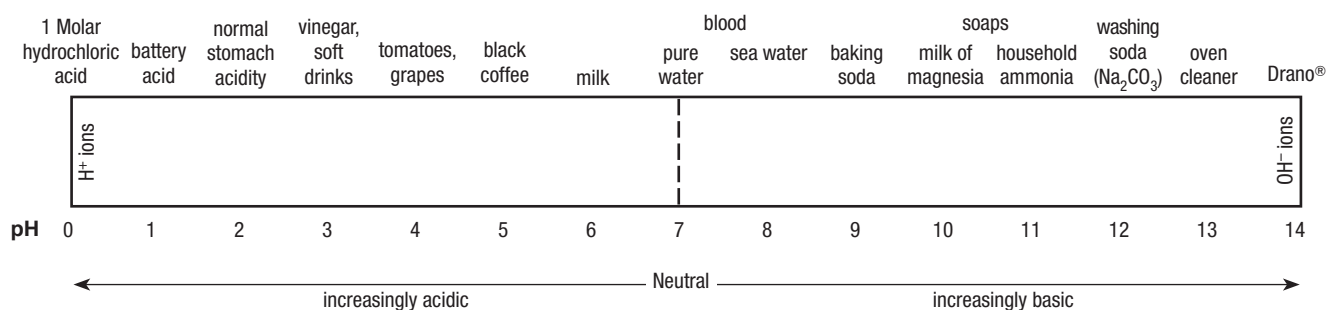 1 Molar
hydrochloric
acid
battery
acid
normal
stomach
acidity
vinegar,
soft
drinks
tomatoes,
grapes
black
coffee
milk
blood
pure
water
sea water
baking
soda
soaps
milk of
magnesia
household
ammonia
washing
soda
(Na₂CO₃)
oven
cleaner
Drano®
H⁺ ions
OH⁻ ions
pH 0 1 2 3 4 5 6 7 8 9 10 11 12 13 14
Neutral
increasingly acidic
increasingly basic